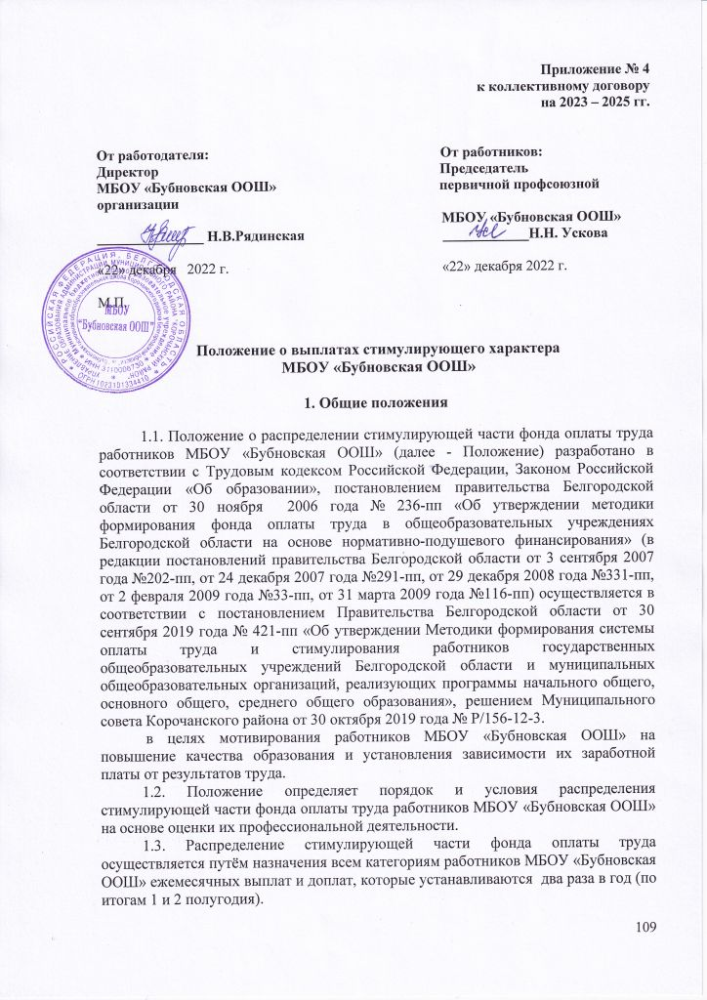 Приложение № 4
к коллективному договору
на 2023 – 2025 гг.
От работодателя:
Директор
МБОУ «Бубновская ООШ»
организации
Н.В.Рядинская
«22» декабря 2022 г.
М.П.
От работников:
Председатель
первичной профсоюзной
МБОУ «Бубновская ООШ»
Н.Н. Ускова
«22» декабря 2022 г.
МБОУ
"Бубновская ООШ"
Положение о выплатах стимулирующего характера
МБОУ «Бубновская ООШ»
1. Общие положения
1.1. Положение о распределении стимулирующей части фонда оплаты труда
работников МБОУ «Бубновская ООШ» (далее - Положение) разработано в
соответствии с Трудовым кодексом Российской Федерации, Законом Российской
Федерации «Об образовании», постановлением правительства Белгородской
области от 30 ноября 2006 года № 236-пп «Об утверждении методики
формирования фонда оплаты труда в общеобразовательных учреждениях
Белгородской области на основе нормативно-подушевого финансирования» (в
редакции постановлений правительства Белгородской области от 3 сентября 2007
года №202-пп, от 24 декабря 2007 года №291-пп, от 29 декабря 2008 года №331-пп,
от 2 февраля 2009 года №33-пп, от 31 марта 2009 года №116-пп) осуществляется в
соответствии с постановлением Правительства Белгородской области от 30
сентября 2019 года № 421-пп «Об утверждении Методики формирования системы
оплаты труда и стимулирования работников государственных
общеобразовательных учреждений Белгородской области и муниципальных
общеобразовательных организаций, реализующих программы начального общего,
основного общего, среднего общего образования», решением Муниципального
совета Корочанского района от 30 октября 2019 года № Р/156-12-3.
в целях мотивирования работников МБОУ «Бубновская ООШ» на
повышение качества образования и установления зависимости их заработной
платы от результатов труда.
1.2. Положение определяет порядок и условия распределения
стимулирующей части фонда оплаты труда работников МБОУ «Бубновская ООШ»
на основе оценки их профессиональной деятельности.
1.3. Распределение стимулирующей части фонда оплаты труда
осуществляется путём назначения всем категориям работников МБОУ «Бубновская
ООШ» ежемесячных выплат и доплат, которые устанавливаются два раза в год (по
итогам 1 и 2 полугодия).
109